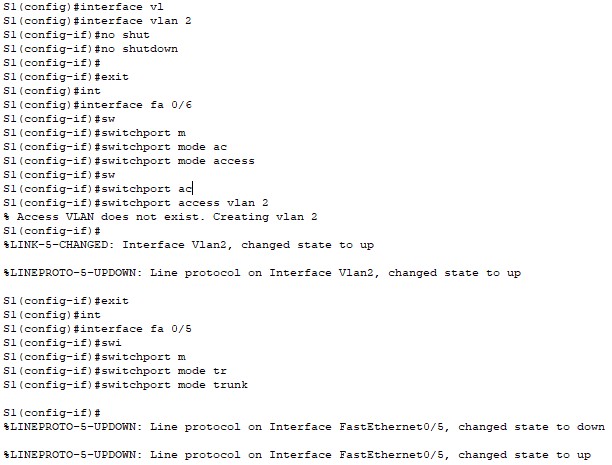 S1(config)#interface vl
S1(config)#interface vlan 2
S1(config-if)#no shut
S1(config-if)#no shutdown
S1(config-if)#
S1(config-if)#exit
S1(config)#int
S1(config)#interface fa 0/6
S1(config-if)#sw
S1(config-if)#switchport m
S1(config-if)#switchport mode ac
S1(config-if)#switchport mode access
S1(config-if)#sw
S1(config-if)#switchport ac
S1(config-if)#switchport access vlan 2
% Access VLAN does not exist. Creating vlan 2
S1(config-if)#
%LINK-5-CHANGED: Interface Vlan2, changed state to up
%LINEPROTO-5-UPDOWN: Line protocol on Interface Vlan2, changed state to up
S1(config-if)#exit
S1(config)#int
S1(config)#interface fa 0/5
S1(config-if)#swi
S1(config-if)#switchport m
S1(config-if)#switchport mode tr
S1(config-if)#switchport mode trunk
S1(config-if)#
%LINEPROTO-5-UPDOWN: Line protocol on Interface FastEthernet0/5, changed state to down
%LINEPROTO-5-UPDOWN: Line protocol on Interface FastEthernet0/5, changed state to up